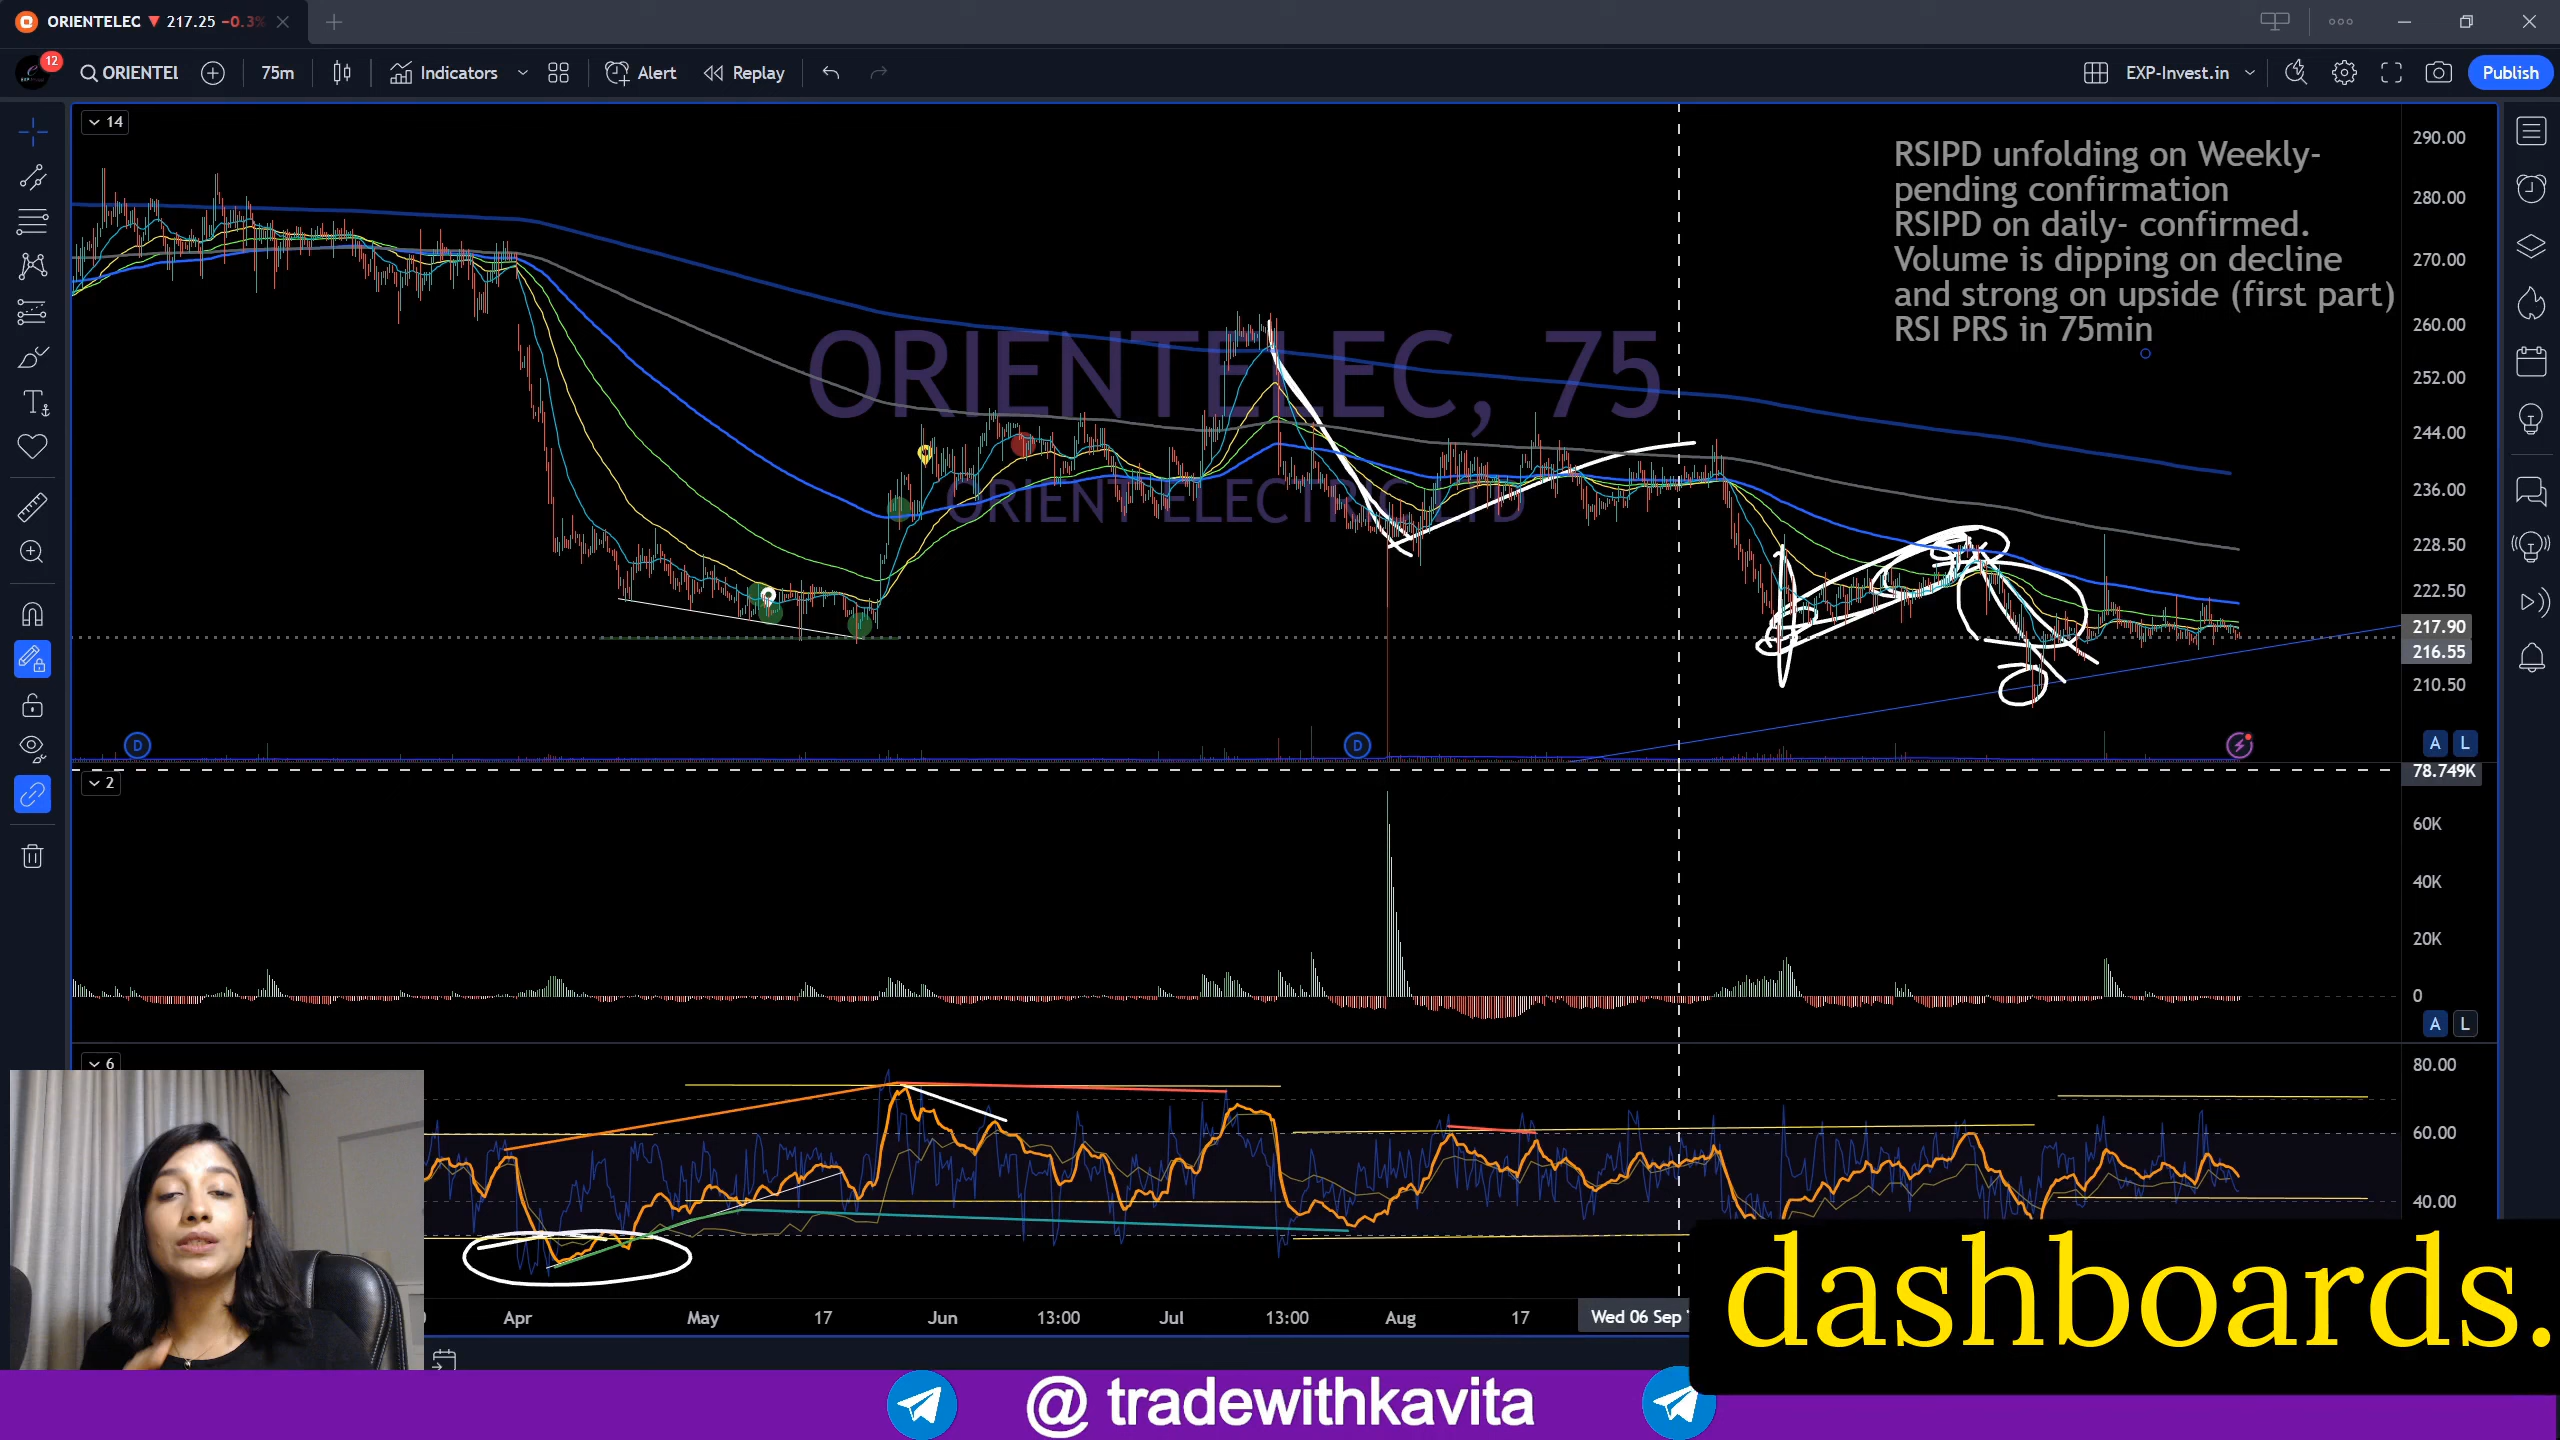 ORIENTELEC ▼ 217.25 −0.3%
12
ORIENTEL
75m
Indicators
Alert
Replay
EXP-Invest.in
Publish
14
RSIPD unfolding on Weekly-
pending confirmation
RSIPD on daily- confirmed.
Volume is dipping on decline
and strong on upside (first part)
RSI PRS in 75min
ORIENTELEC, 75
ORIENT ELECTRIC LTD
290.00
280.00
270.00
260.00
252.00
244.00
236.00
228.50
222.50
217.90
216.55
210.50
D
D
A L
2
78.749K
60K
40K
20K
0
A L
6
80.00
60.00
40.00
Apr
May
17
Jun
13:00
Jul
13:00
Aug
17
Wed 06 Sep
dashboards.
@ tradewithkavita